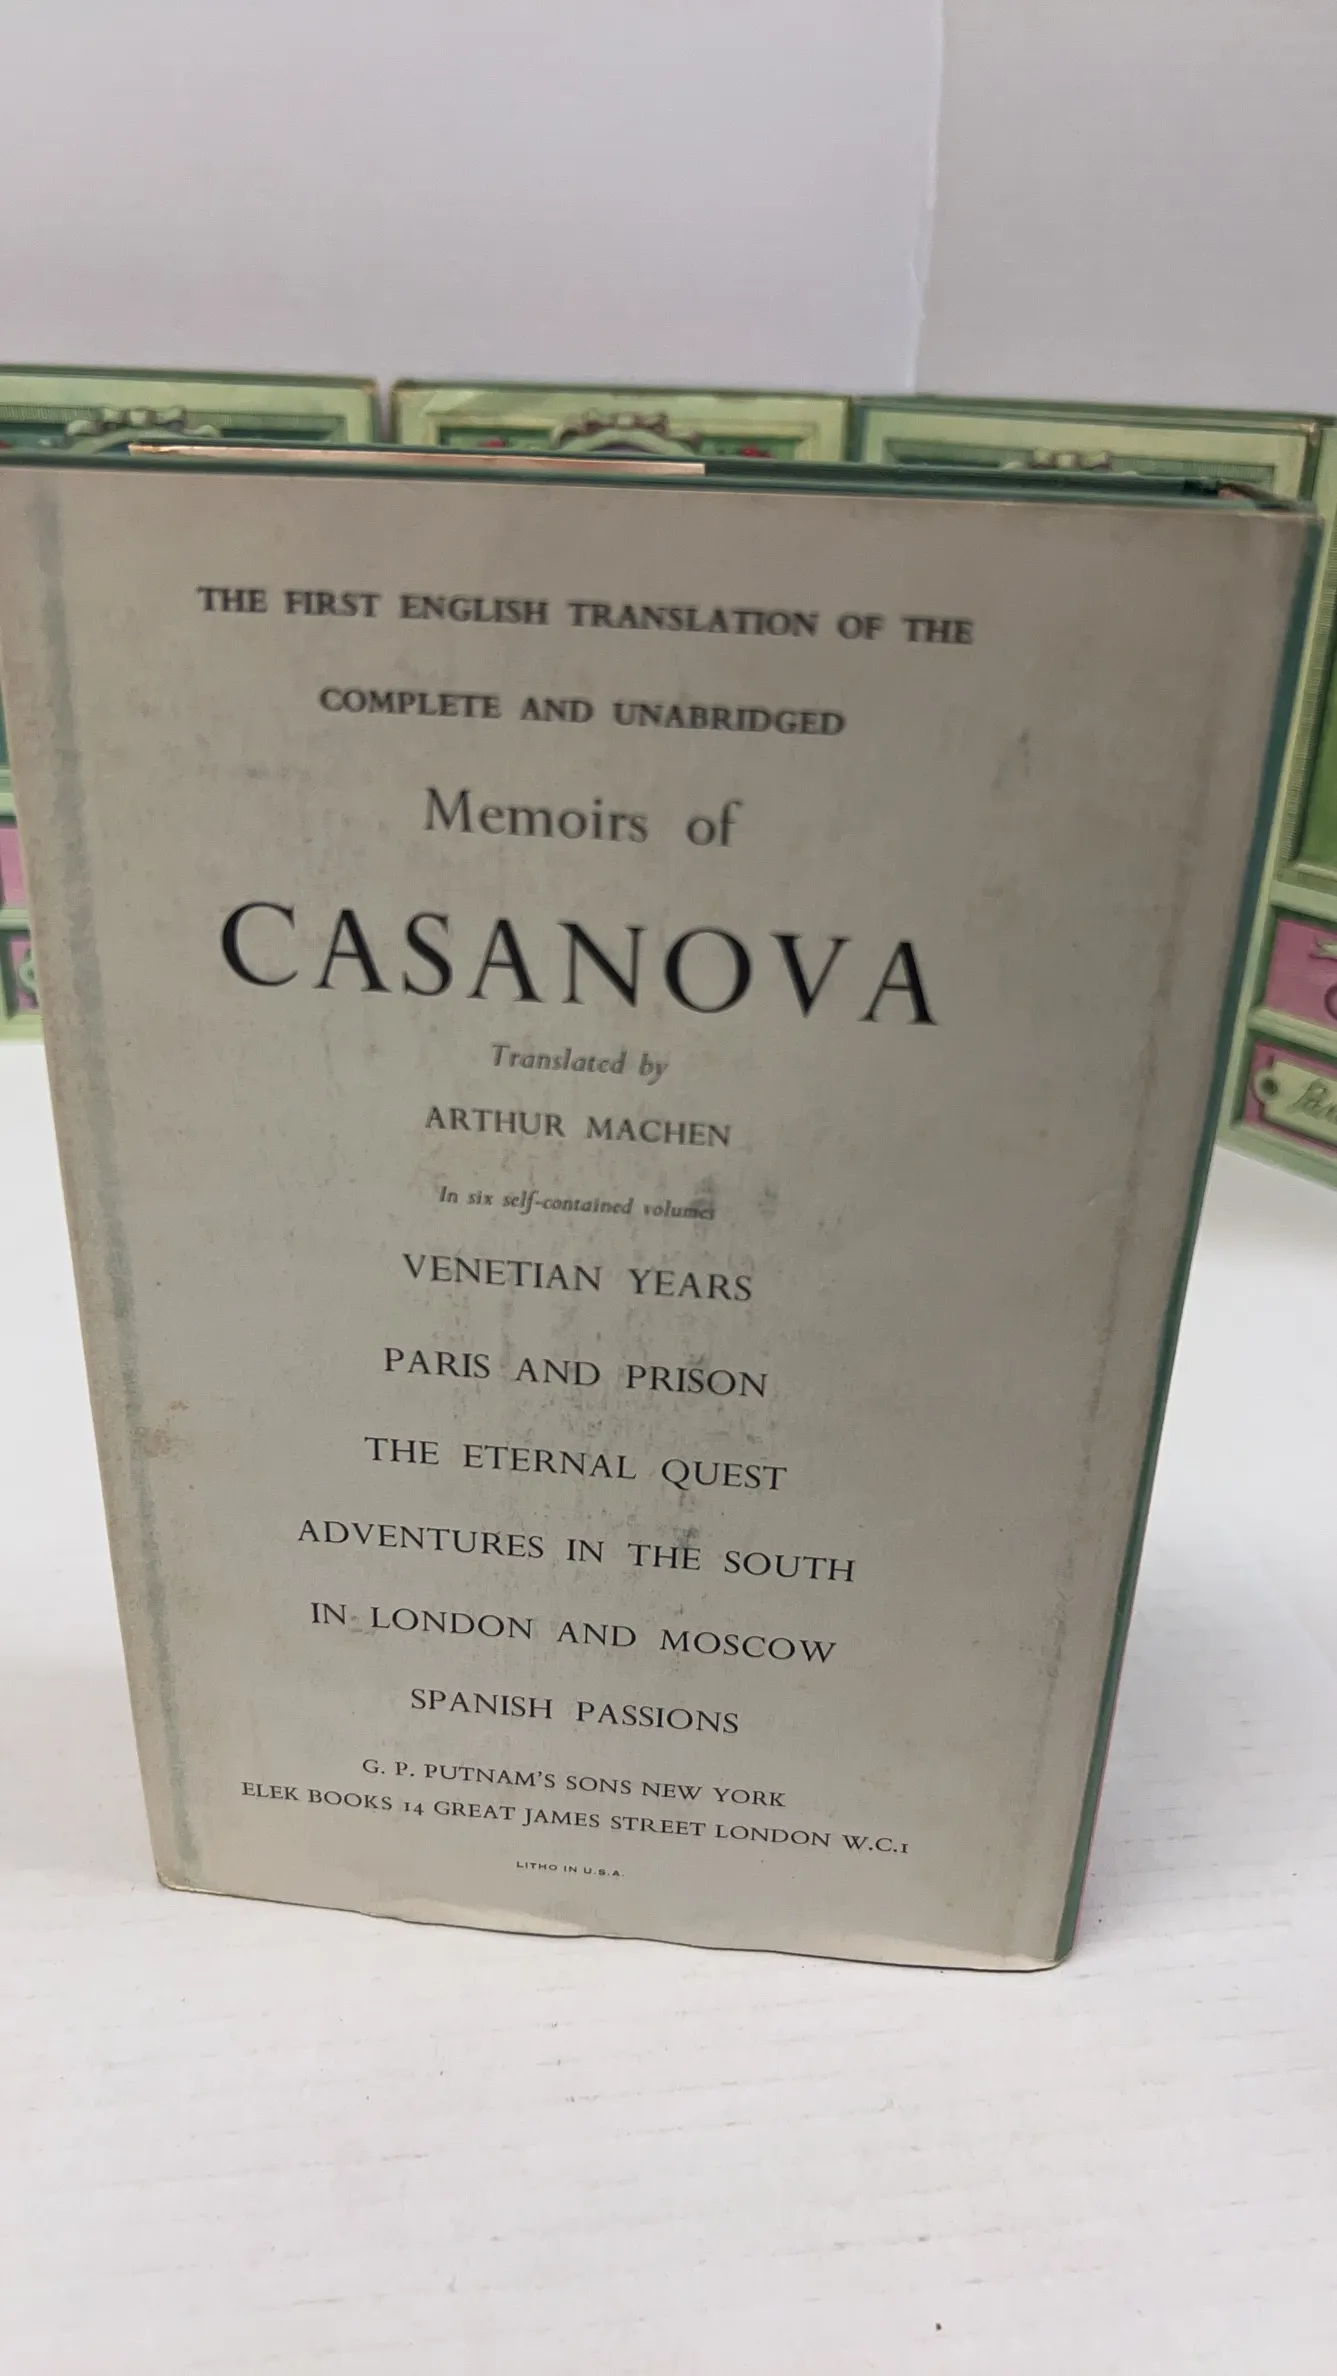 THE FIRST ENGLISH TRANSLATION OF THE
COMPLETE AND UNABRIDGED
Memoirs of
CASANOVA
Translated by
ARTHUR MACHEN
In six self-contained volumes
VENETIAN YEARS
PARIS AND PRISON
THE ETERNAL QUEST
ADVENTURES IN THE SOUTH
IN LONDON AND MOSCOW
SPANISH PASSIONS
G. P. PUTNAM'S SONS NEW YORK
ELEK BOOKS 14 GREAT JAMES STREET LONDON W.C.1
LITHO IN U.S.A.